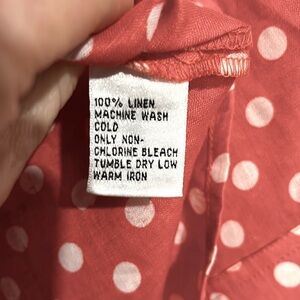 100% LINEN
MACHINE WASH
COLD
ONLY NON-
CHLORINE BLEACH
TUMBLE DRY LOW
WARM IRON